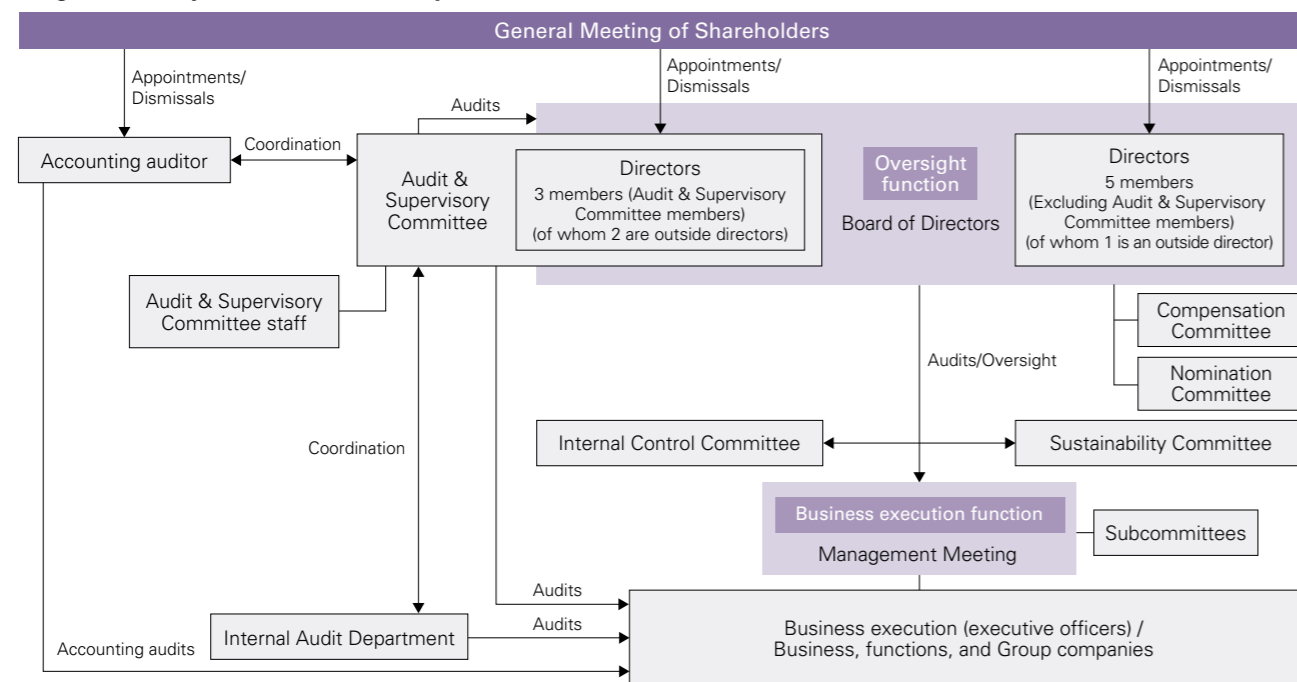 General Meeting of Shareholders
Appointments/
Dismissals
Appointments/
Dismissals
Appointments/
Dismissals
Audits
Accounting auditor
Coordination
Audit &
Supervisory
Committee
Directors
3 members (Audit & Supervisory
Committee members)
(of whom 2 are outside directors)
Oversight
function
Board of Directors
Directors
5 members
(Excluding Audit & Supervisory
Committee members)
(of whom 1 is an outside director)
Audit & Supervisory
Committee staff
Compensation
Committee
Audits/Oversight
Nomination
Committee
Coordination
Internal Control Committee
Sustainability Committee
Business execution function
Management Meeting
Subcommittees
Audits
Internal Audit Department
Audits
Accounting audits
Business execution (executive officers) /
Business, functions, and Group companies